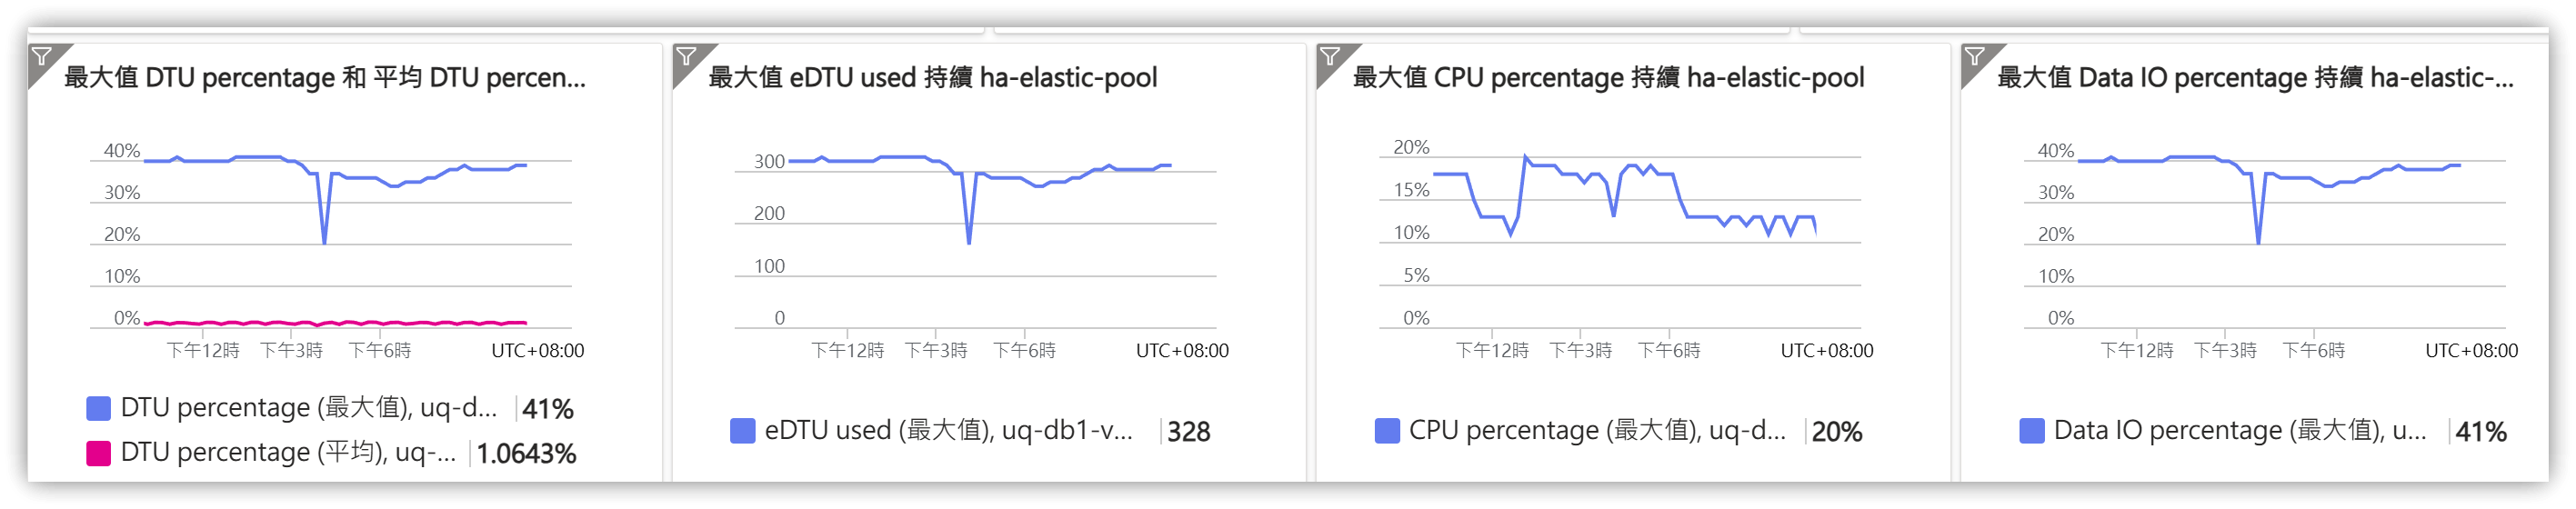 最大值 DTU percentage 和 平均 DTU percen...
40%
30%
20%
10%
0%
下午12時 下午3時 下午6時 UTC+08:00
DTU percentage (最大值), uq-d... 41%
DTU percentage (平均), uq-... 1.0643%
最大值 eDTU used 持續 ha-elastic-pool
300
200
100
0
下午12時 下午3時 下午6時 UTC+08:00
eDTU used (最大值), uq-db1-v... 328
最大值 CPU percentage 持續 ha-elastic-pool
20%
15%
10%
5%
0%
下午12時 下午3時 下午6時 UTC+08:00
CPU percentage (最大值), uq-d... 20%
最大值 Data IO percentage 持續 ha-elastic-...
40%
30%
20%
10%
0%
下午12時 下午3時 下午6時 UTC+08:00
Data IO percentage (最大值), u... 41%